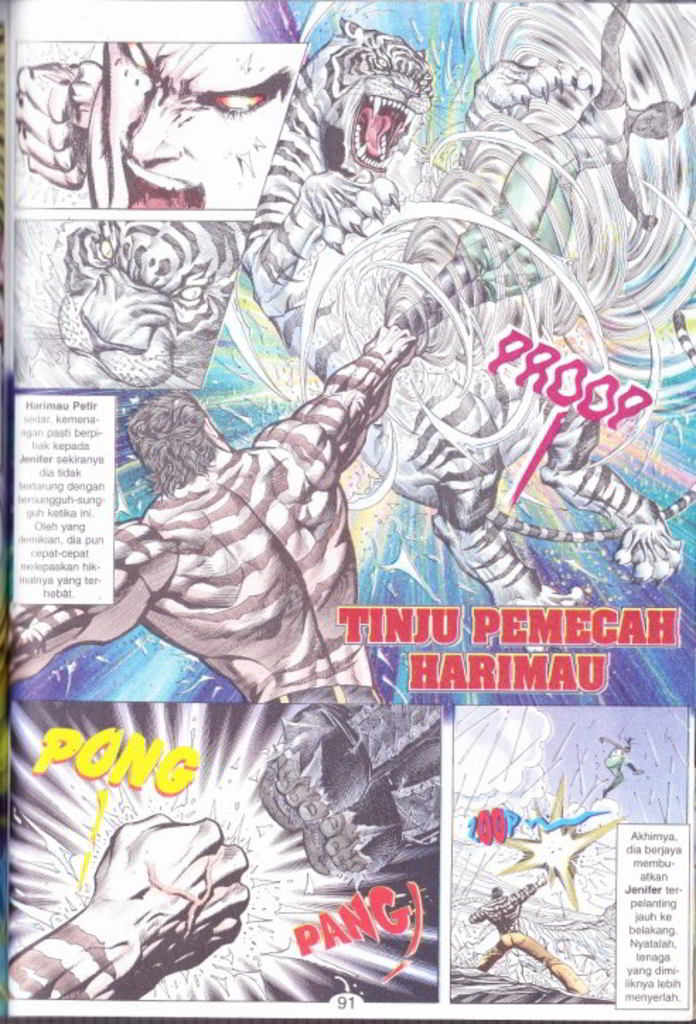 Harimau Petir
sedar, kemena-
ngan pasti berpi-
hak kepada
Jenifer sekiranya
dia tidak
bertarung dengan
bersungguh-sung-
guh ketika ini.
Oleh yang
demikian, dia pun
cepat-cepat
melepaskan hik-
matnya yang ter-
hebat.
PROOP
TINJU PEMECAH
HARIMAU
PONG
PANG
ZOOP
Akhirnya,
dia berjaya
membu-
atkan
Jenifer ter-
pelanting
jauh ke
belakang.
Nyatalah,
tenaga
yang dimi-
liknya lebih
menyerlah.
91